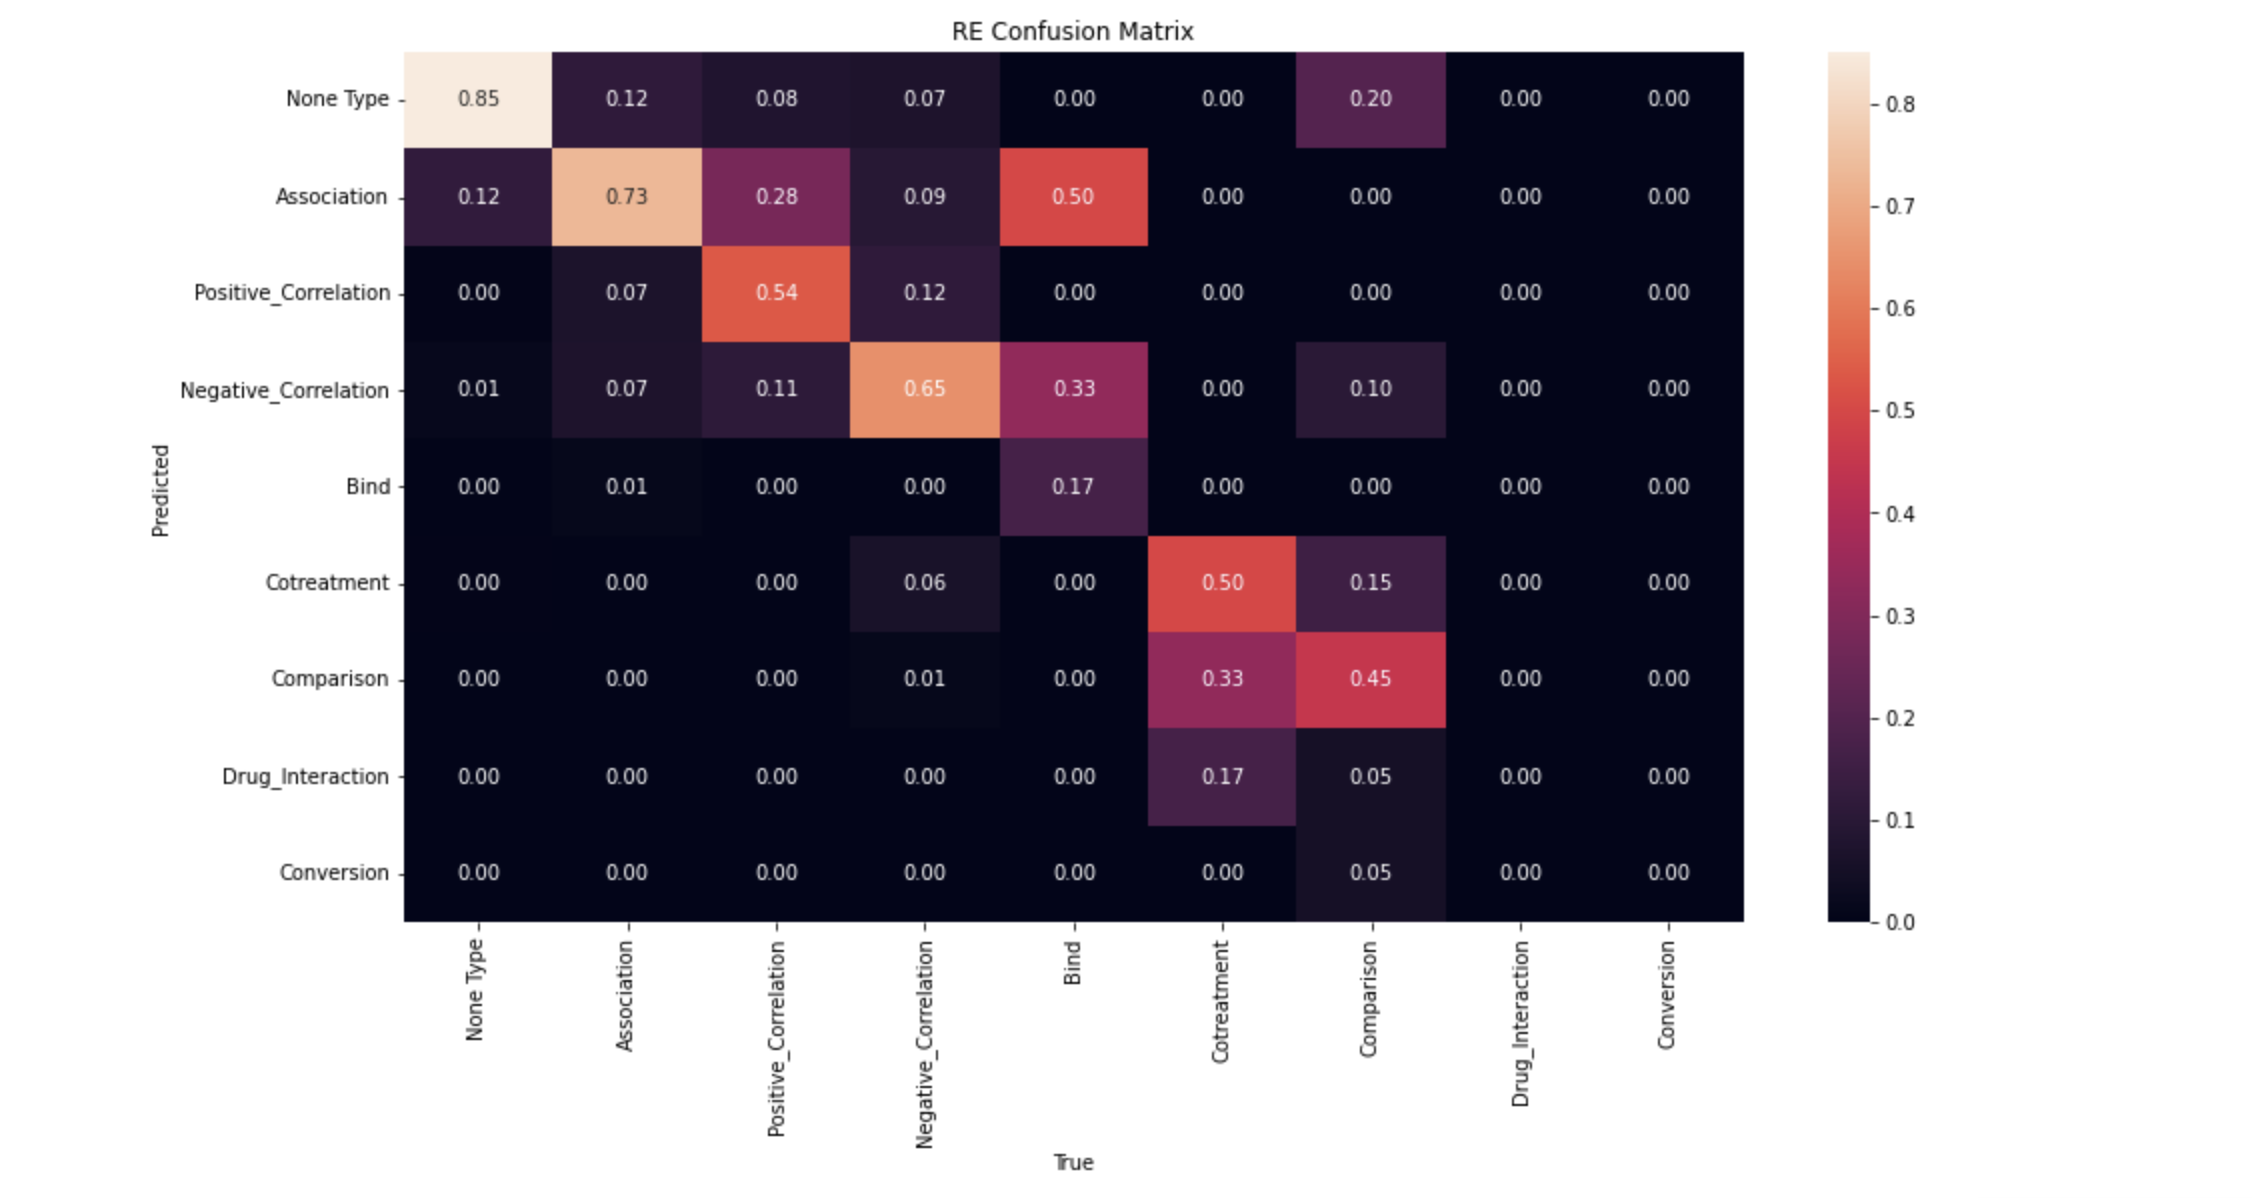 RE Confusion Matrix
None Type 0.85 0.12 0.08 0.07 0.00 0.00 0.20 0.00 0.00
Association 0.12 0.73 0.28 0.09 0.50 0.00 0.00 0.00 0.00
Positive_Correlation 0.00 0.07 0.54 0.12 0.00 0.00 0.00 0.00 0.00
Negative_Correlation 0.01 0.07 0.11 0.65 0.33 0.00 0.10 0.00 0.00
Bind 0.00 0.01 0.00 0.00 0.17 0.00 0.00 0.00 0.00
Cotreatment 0.00 0.00 0.00 0.06 0.00 0.50 0.15 0.00 0.00
Comparison 0.00 0.00 0.00 0.01 0.00 0.33 0.45 0.00 0.00
Drug_Interaction 0.00 0.00 0.00 0.00 0.00 0.17 0.05 0.00 0.00
Conversion 0.00 0.00 0.00 0.00 0.00 0.00 0.05 0.00 0.00
Predicted
None Type
Association
Positive_Correlation
Negative_Correlation
Bind
Cotreatment
Comparison
Drug_Interaction
Conversion
True
0.8
0.7
0.6
0.5
0.4
0.3
0.2
0.1
0.0